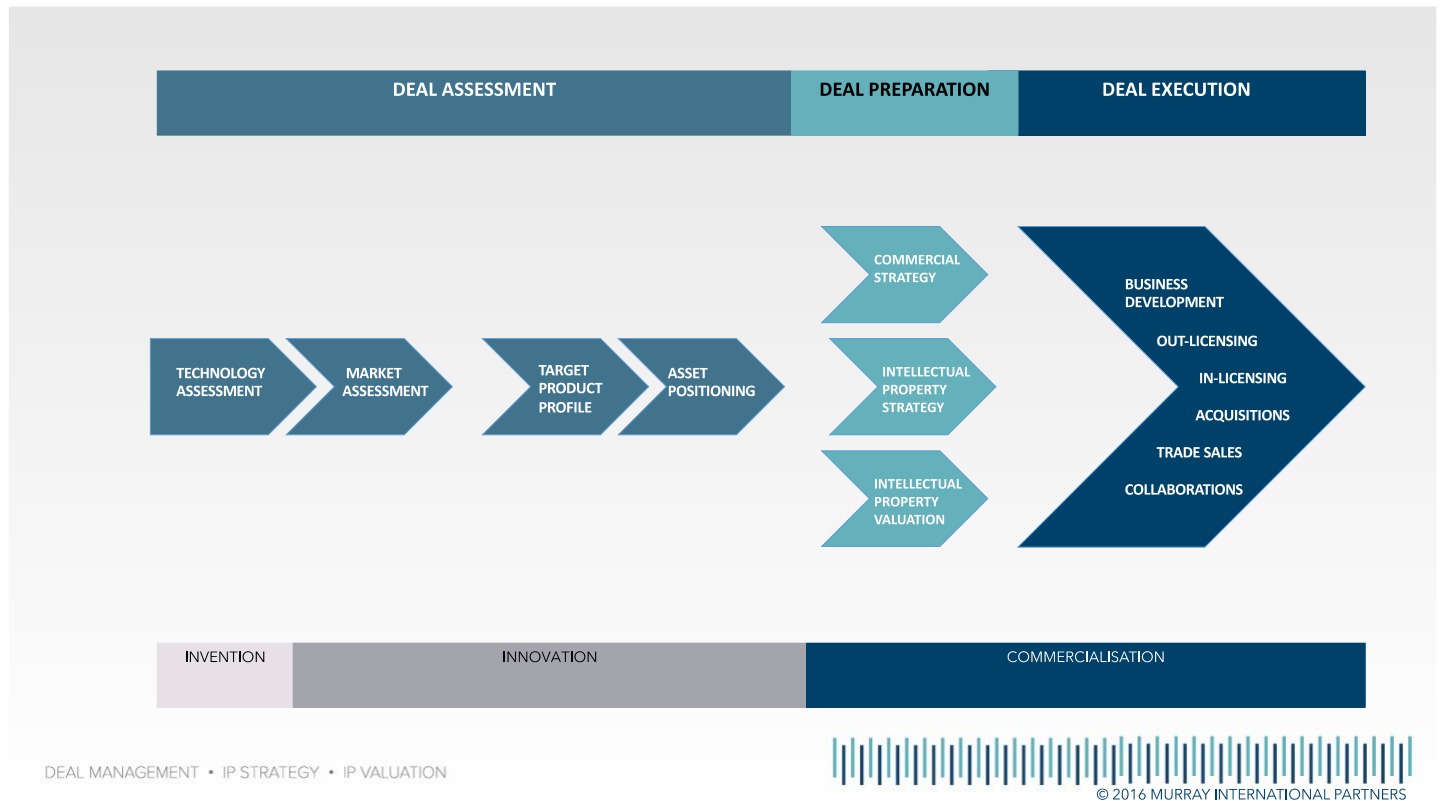 DEAL ASSESSMENT
DEAL PREPARATION
DEAL EXECUTION
TECHNOLOGY
ASSESSMENT
MARKET
ASSESSMENT
TARGET
PRODUCT
PROFILE
ASSET
POSITIONING
COMMERCIAL
STRATEGY
INTELLECTUAL
PROPERTY
STRATEGY
INTELLECTUAL
PROPERTY
VALUATION
BUSINESS
DEVELOPMENT
OUT-LICENSING
IN-LICENSING
ACQUISITIONS
TRADE SALES
COLLABORATIONS
INVENTION
INNOVATION
COMMERCIALISATION
DEAL MANAGEMENT • IP STRATEGY • IP VALUATION
© 2016 MURRAY INTERNATIONAL PARTNERS